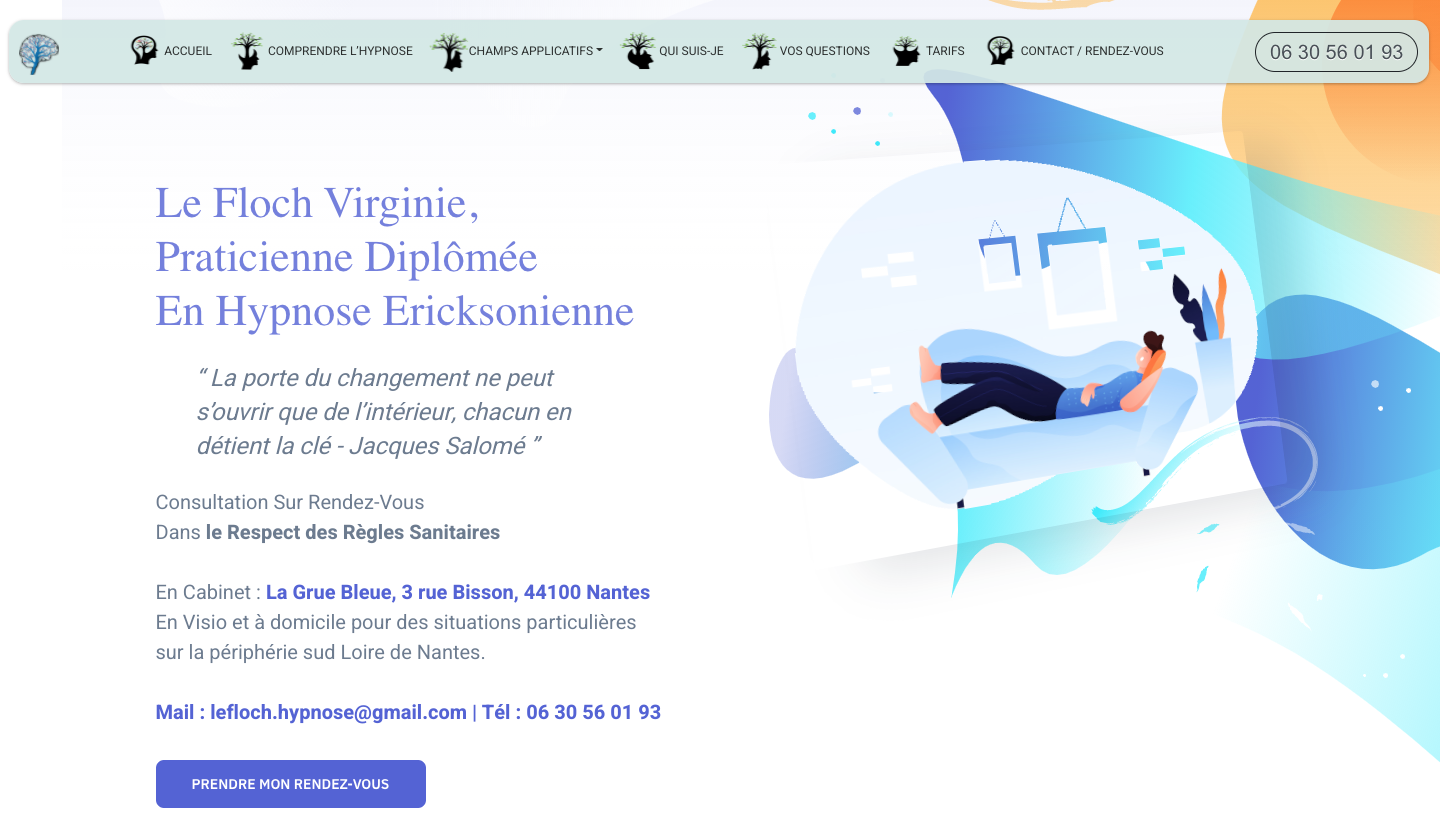 ACCUEIL COMPRENDRE L'HYPNOSE CHAMPS APPLICATIFS QUI SUIS-JE VOS QUESTIONS TARIFS CONTACT / RENDEZ-VOUS 06 30 56 01 93
Le Floch Virginie,
Praticienne Diplômée
En Hypnose Ericksonienne
“ La porte du changement ne peut
s’ouvrir que de l’intérieur, chacun en
détient la clé - Jacques Salomé ”
Consultation Sur Rendez-Vous
Dans le Respect des Règles Sanitaires
En Cabinet : La Grue Bleue, 3 rue Bisson, 44100 Nantes
En Visio et à domicile pour des situations particulières
sur la périphérie sud Loire de Nantes.
Mail : lefloch.hypnose@gmail.com | Tél : 06 30 56 01 93
PRENDRE MON RENDEZ-VOUS